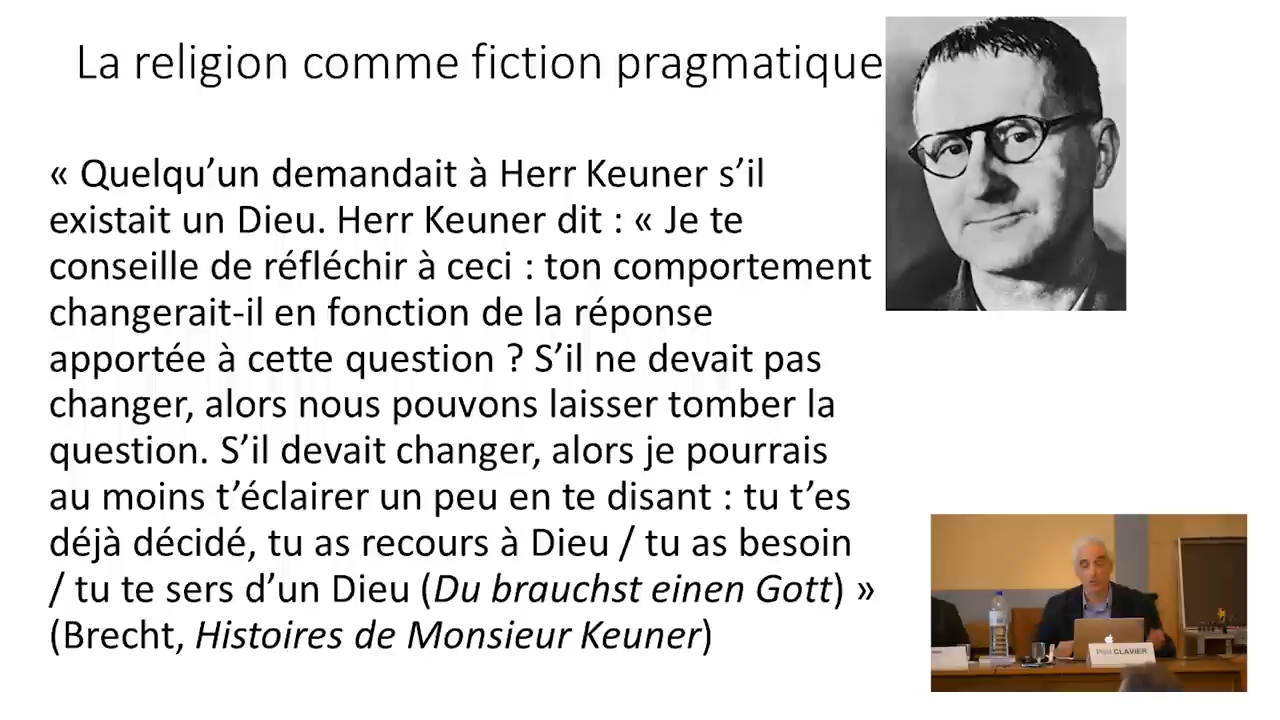 La religion comme fiction pragmatique
« Quelqu’un demandait à Herr Keuner s’il
existait un Dieu. Herr Keuner dit : « Je te
conseille de réfléchir à ceci : ton comportement
changerait-il en fonction de la réponse
apportée à cette question ? S’il ne devait pas
changer, alors nous pouvons laisser tomber la
question. S’il devait changer, alors je pourrais
au moins t’éclairer un peu en te disant : tu t’es
déjà décidé, tu as recours à Dieu / tu as besoin
/ tu te sers d’un Dieu (Du brauchst einen Gott) »
(Brecht, Histoires de Monsieur Keuner)
CLAVIER